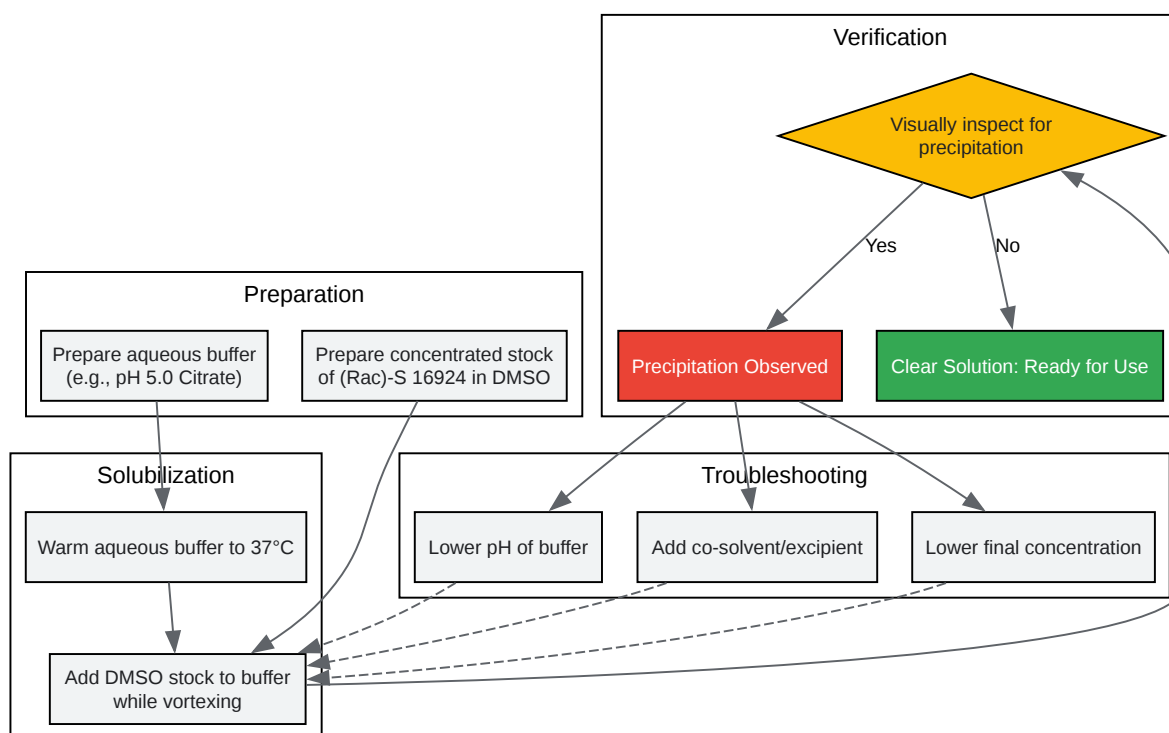 Verification
Visually inspect for
precipitation
Yes
No
Preparation
Prepare aqueous buffer
(e.g., pH 5.0 Citrate)
Prepare concentrated stock
of (Rac)-S 16924 in DMSO
Precipitation Observed
Clear Solution: Ready for Use
Solubilization
Troubleshooting
Warm aqueous buffer to 37°C
Lower pH of buffer
Add co-solvent/excipient
Lower final concentration
Add DMSO stock to buffer
while vortexing